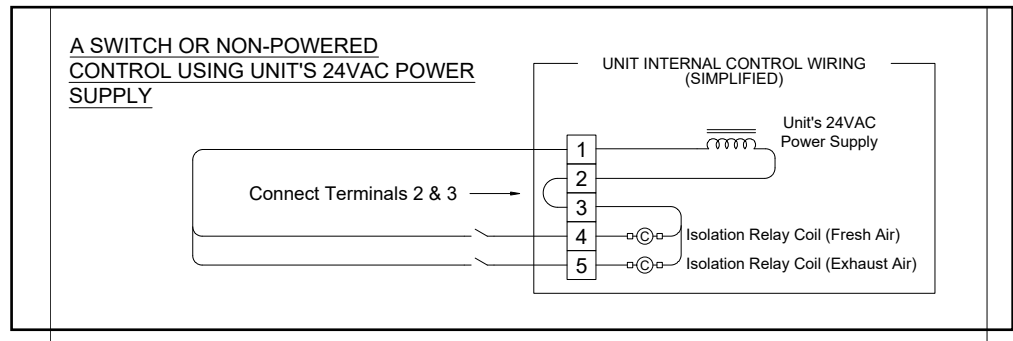 A SWITCH OR NON-POWERED
CONTROL USING UNIT'S 24VAC POWER
SUPPLY
UNIT INTERNAL CONTROL WIRING
(SIMPLIFIED)
Unit's 24VAC
Power Supply
1
2
Connect Terminals 2 & 3
3
4
C
Isolation Relay Coil (Fresh Air)
5
C
Isolation Relay Coil (Exhaust Air)